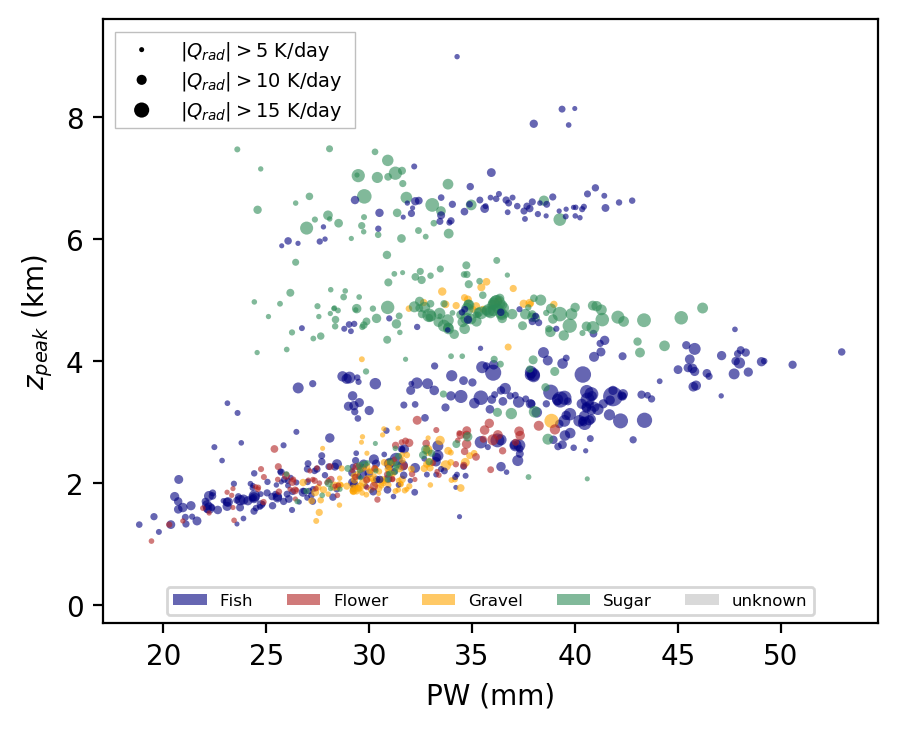 |Q_rad| > 5 K/day
|Q_rad| > 10 K/day
|Q_rad| > 15 K/day
8
6
4
2
0
z_peak (km)
Fish Flower Gravel Sugar unknown
20 25 30 35 40 45 50
PW (mm)